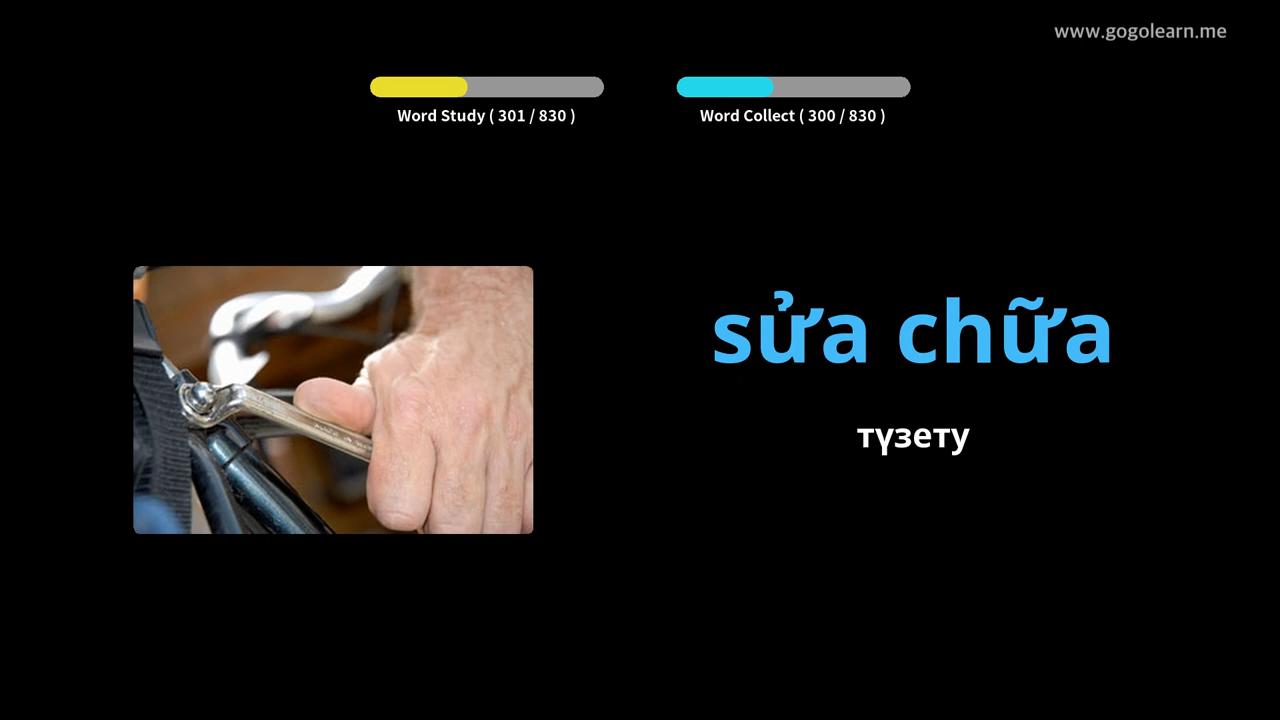 www.gogolearn.me
Word Study ( 301 / 830 )
Word Collect ( 300 / 830 )
sửa chữa
түзету